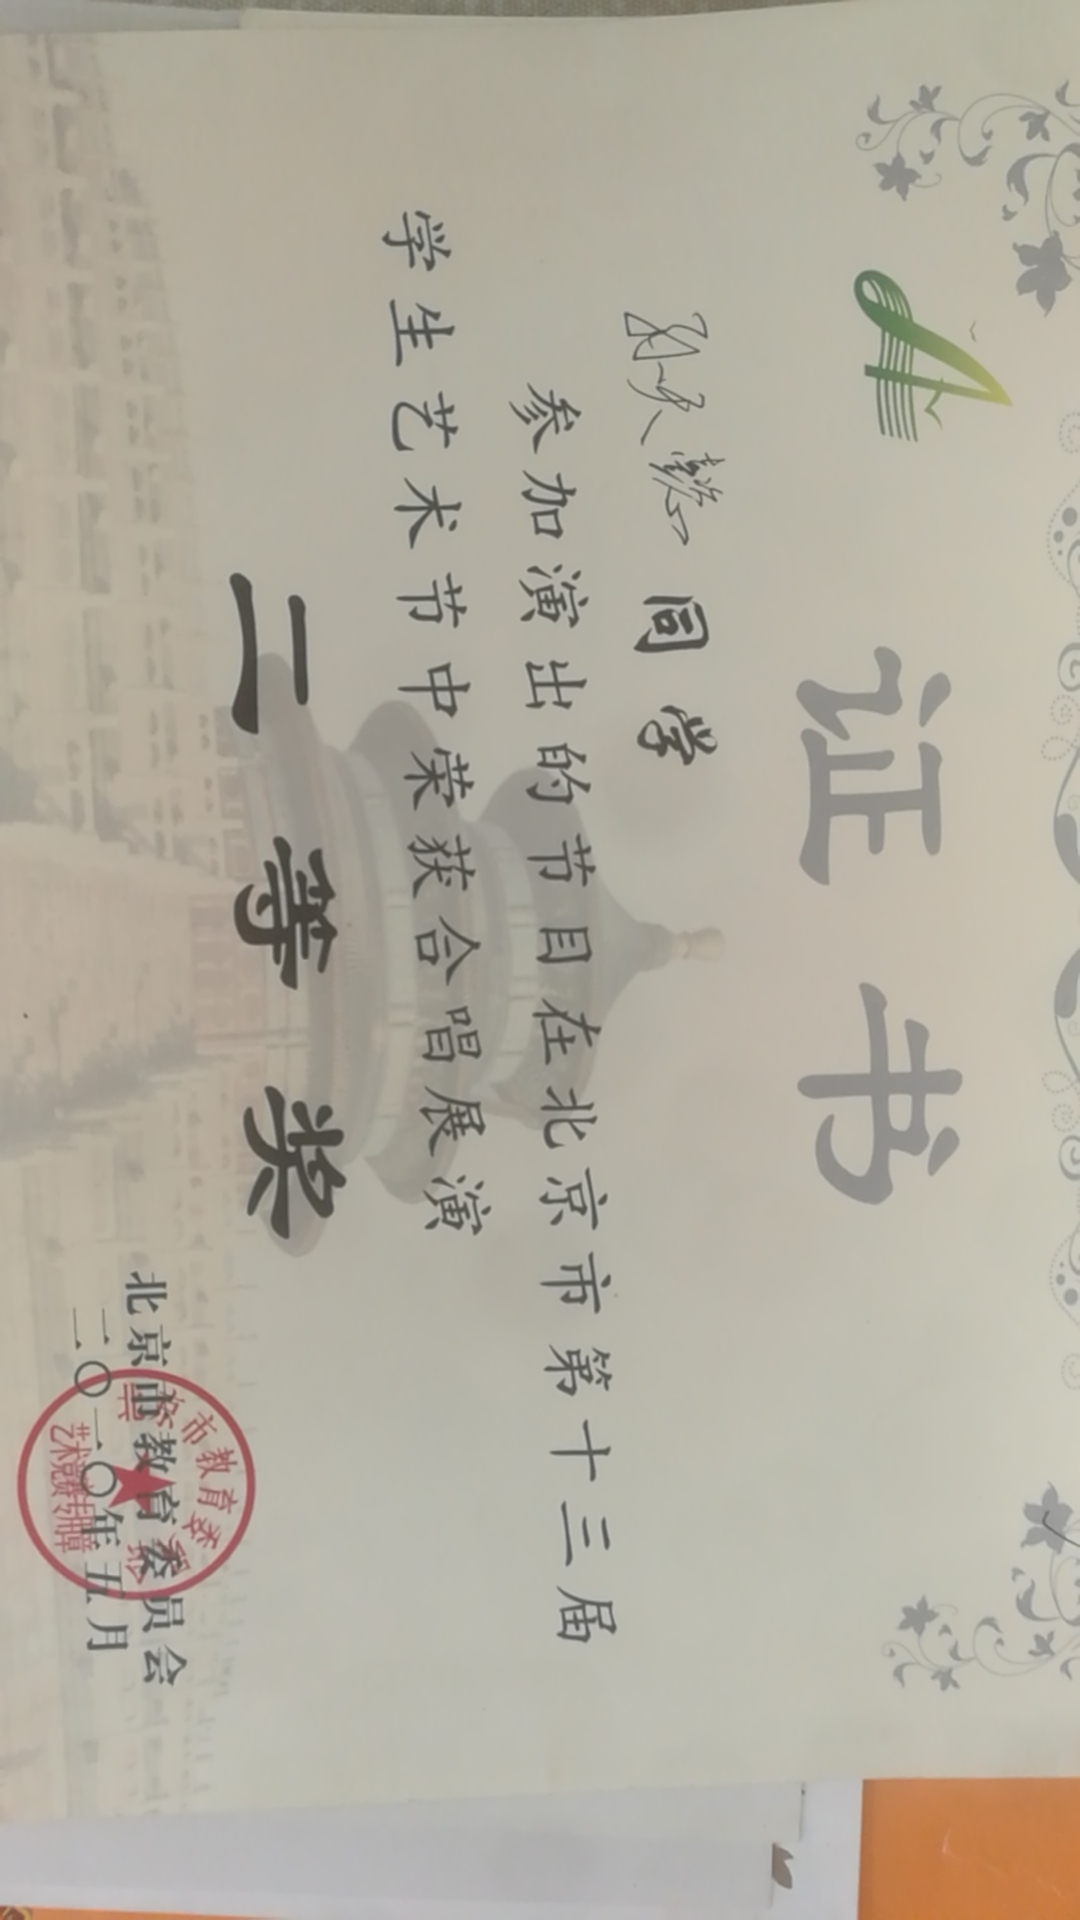 证书
同学
参加演出的节目在北京市第十三届
学生艺术节中荣获合唱展演
二等奖
北京市教育委员会
二〇一〇年五月
北京市教育委员会
艺术竞赛专用章